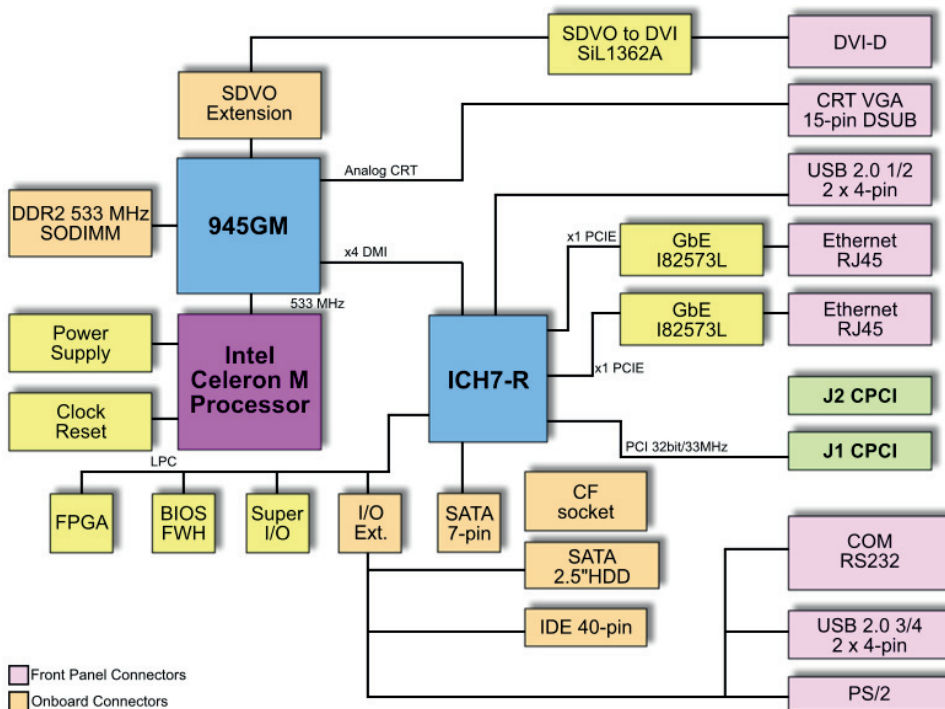 SDVO to DVI
SiL1362A
DVI-D
SDVO
Extension
CRT VGA
15-pin DSUB
Analog CRT
USB 2.0 1/2
2 x 4-pin
DDR2 533 MHz
SODIMM
945GM
x1 PCIE
GbE
I82573L
Ethernet
RJ45
x4 DMI
533 MHz
GbE
I82573L
Ethernet
RJ45
Power
Supply
Intel
Celeron M
Processor
ICH7-R
x1 PCIE
J2 CPCI
Clock
Reset
PCI 32bit/33MHz
J1 CPCI
LPC
FPGA
BIOS
FWH
Super
I/O
I/O
Ext.
SATA
7-pin
CF
socket
COM
RS232
SATA
2.5"HDD
IDE 40-pin
USB 2.0 3/4
2 x 4-pin
Front Panel Connectors
PS/2
Onboard Connectors